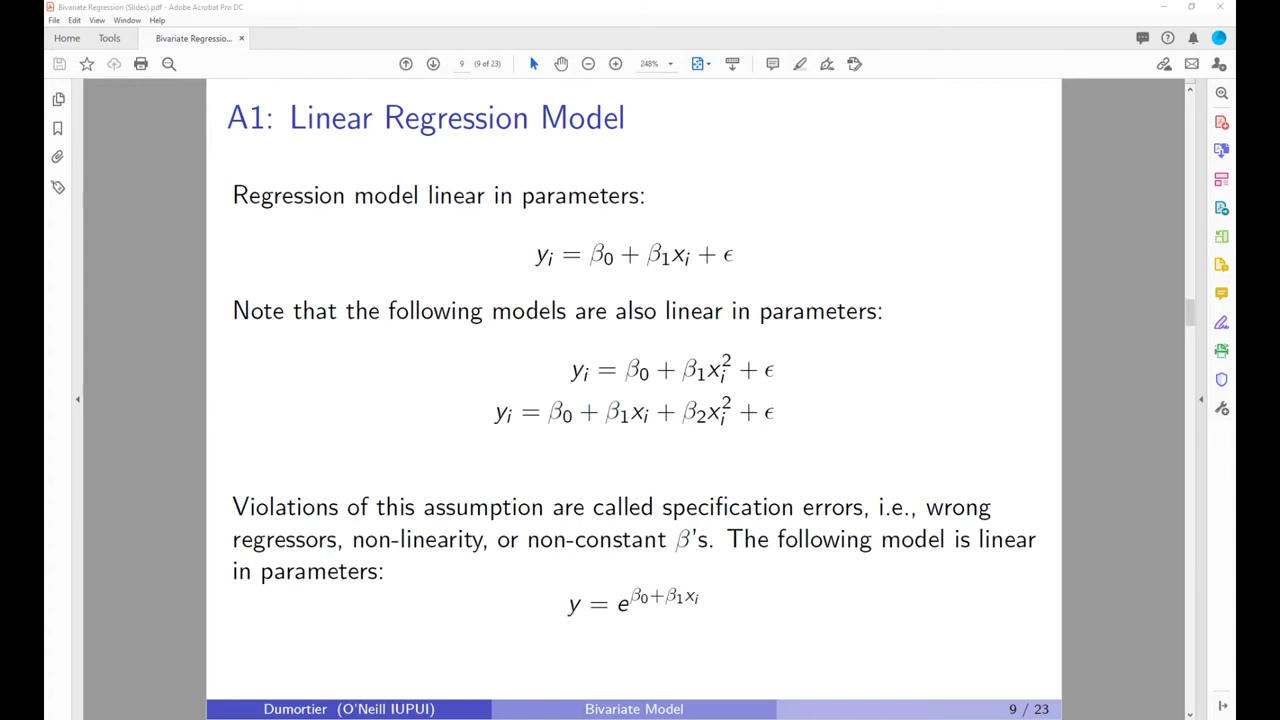 Bivariate Regression (Slides).pdf - Adobe Acrobat Pro DC
File Edit View Window Help
Home Tools Bivariate Regressio... ×
9 (9 of 23) 248%
A1: Linear Regression Model
Regression model linear in parameters:
yᵢ = β₀ + β₁xᵢ + ϵ
Note that the following models are also linear in parameters:
yᵢ = β₀ + β₁xᵢ² + ϵ
yᵢ = β₀ + β₁xᵢ + β₂xᵢ² + ϵ
Violations of this assumption are called specification errors, i.e., wrong
regressors, non-linearity, or non-constant β's. The following model is linear
in parameters:
y = e^{β₀+β₁xᵢ}
Dumortier (O'Neill IUPUI) Bivariate Model 9 / 23